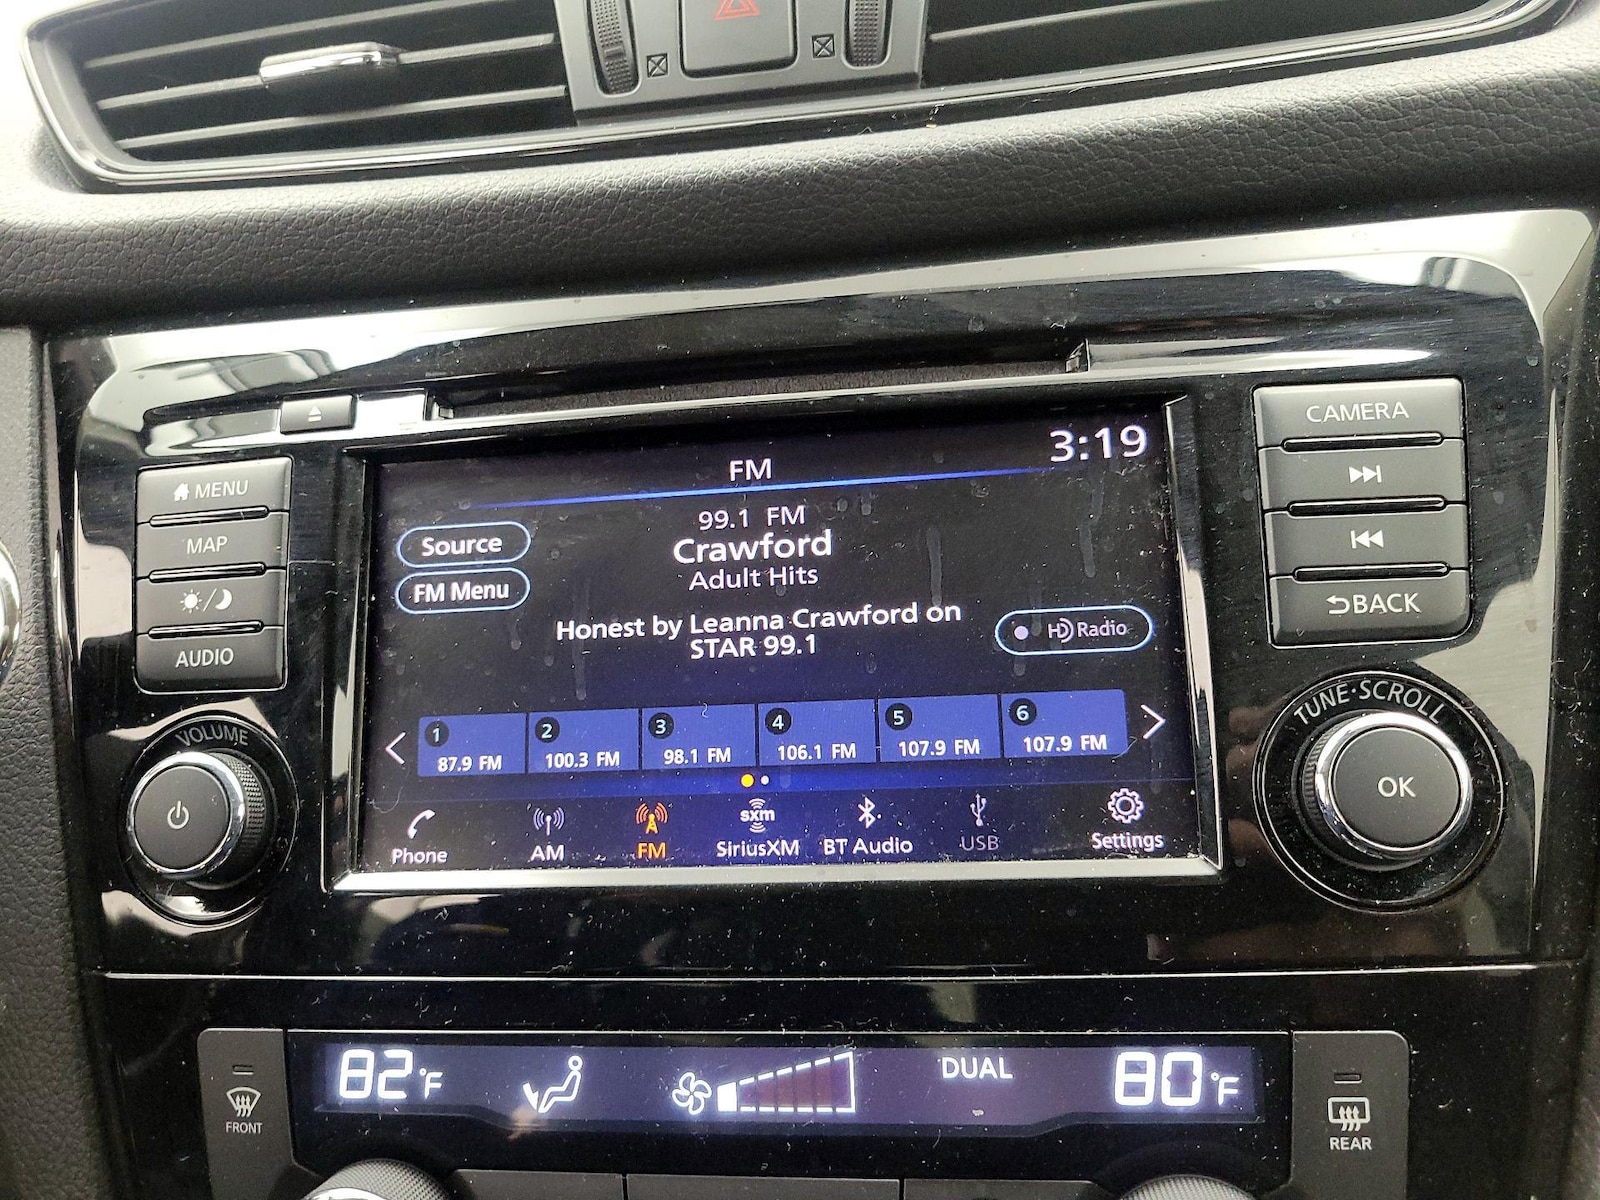 CAMERA
MENU
MAP
AUDIO
BACK
VOLUME
TUNE·SCROLL
OK
FM
3:19
99.1 FM
Crawford
Adult Hits
Source
FM Menu
Honest by Leanna Crawford on
STAR 99.1
HD Radio
1 87.9 FM
2 100.3 FM
3 98.1 FM
4 106.1 FM
5 107.9 FM
6 107.9 FM
Phone
AM
FM
sxm
SiriusXM
BT Audio
USB
Settings
FRONT
82°F
DUAL
80°F
REAR